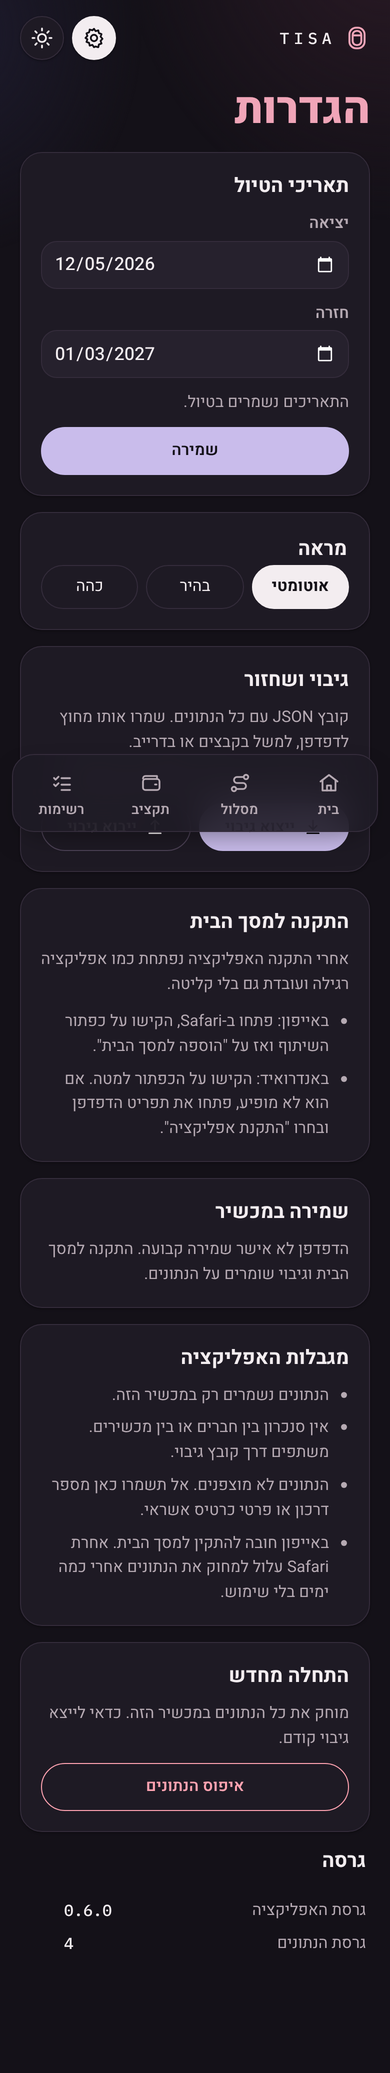 TISA
הגדרות
תאריכי הטיול
יציאה
12/05/2026
חזרה
01/03/2027
התאריכים נשמרים בטיול.
שמירה
מראה
אוטומטי
בהיר
כהה
גיבוי ושחזור
קובץ JSON עם כל הנתונים. שמרו אותו מחוץ
לדפדפן, למשל בקבצים או בדרייב.
בית
מסלול
תקציב
רשימות
ייצוא גיבוי
ייבוא גיבוי
התקנה למסך הבית
אחרי התקנה האפליקציה נפתחת כמו אפליקציה
רגילה ועובדת גם בלי קליטה.
• באייפון: פתחו ב-Safari, הקישו על כפתור
השיתוף ואז על "הוספה למסך הבית".
• באנדרואיד: הקישו על הכפתור למטה. אם
הוא לא מופיע, פתחו את תפריט הדפדפן
ובחרו "התקנת אפליקציה".
שמירה במכשיר
הדפדפן לא אישר שמירה קבועה. התקנה למסך
הבית וגיבוי שומרים על הנתונים.
מגבלות האפליקציה
• הנתונים נשמרים רק במכשיר הזה.
• אין סנכרון בין חברים או בין מכשירים.
משתפים דרך קובץ גיבוי.
• הנתונים לא מוצפנים. אל תשמרו כאן מספר
דרכון או פרטי כרטיס אשראי.
• באייפון חובה להתקין למסך הבית. אחרת
Safari עלול למחוק את הנתונים אחרי כמה
ימים בלי שימוש.
התחלה מחדש
מוחק את כל הנתונים במכשיר הזה. כדאי לייצא
גיבוי קודם.
איפוס הנתונים
גרסה
גרסת האפליקציה 0.6.0
גרסת הנתונים 4